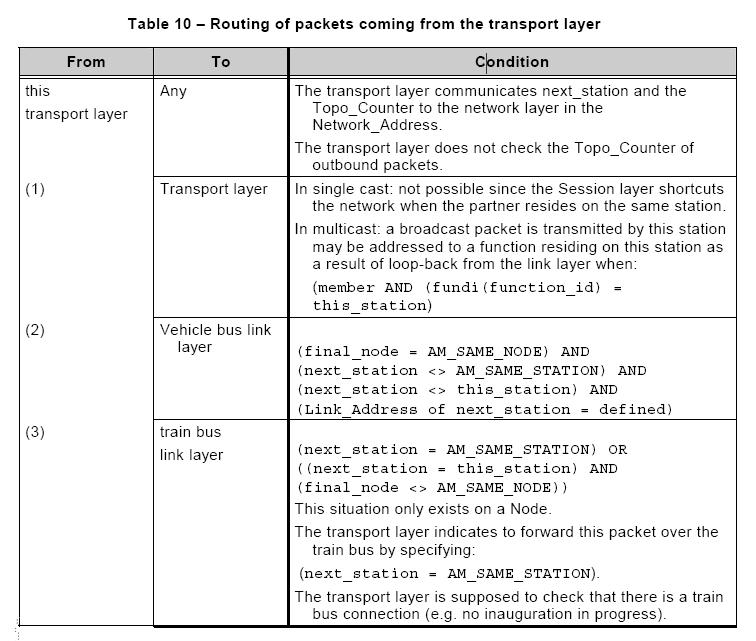 Table 10 – Routing of packets coming from the transport layer
From To Condition
this
transport layer
Any
The transport layer communicates next_station and the
Topo_Counter to the network layer in the
Network_Address.
The transport layer does not check the Topo_Counter of
outbound packets.
(1)
Transport layer
In single cast: not possible since the Session layer shortcuts
the network when the partner resides on the same station.
In multicast: a broadcast packet is transmitted by this station
may be addressed to a function residing on this station as
a result of loop-back from the link layer when:
(member AND (fundi(function_id) =
this_station)
(2)
Vehicle bus link
layer
(final_node = AM_SAME_NODE) AND
(next_station <> AM_SAME_STATION) AND
(next_station <> this_station) AND
(Link_Address of next_station = defined)
(3)
train bus
link layer
(next_station = AM_SAME_STATION) OR
((next_station = this_station) AND
(final_node <> AM_SAME_NODE))
This situation only exists on a Node.
The transport layer indicates to forward this packet over the
train bus by specifying:
(next_station = AM_SAME_STATION).
The transport layer is supposed to check that there is a train
bus connection (e.g. no inauguration in progress).